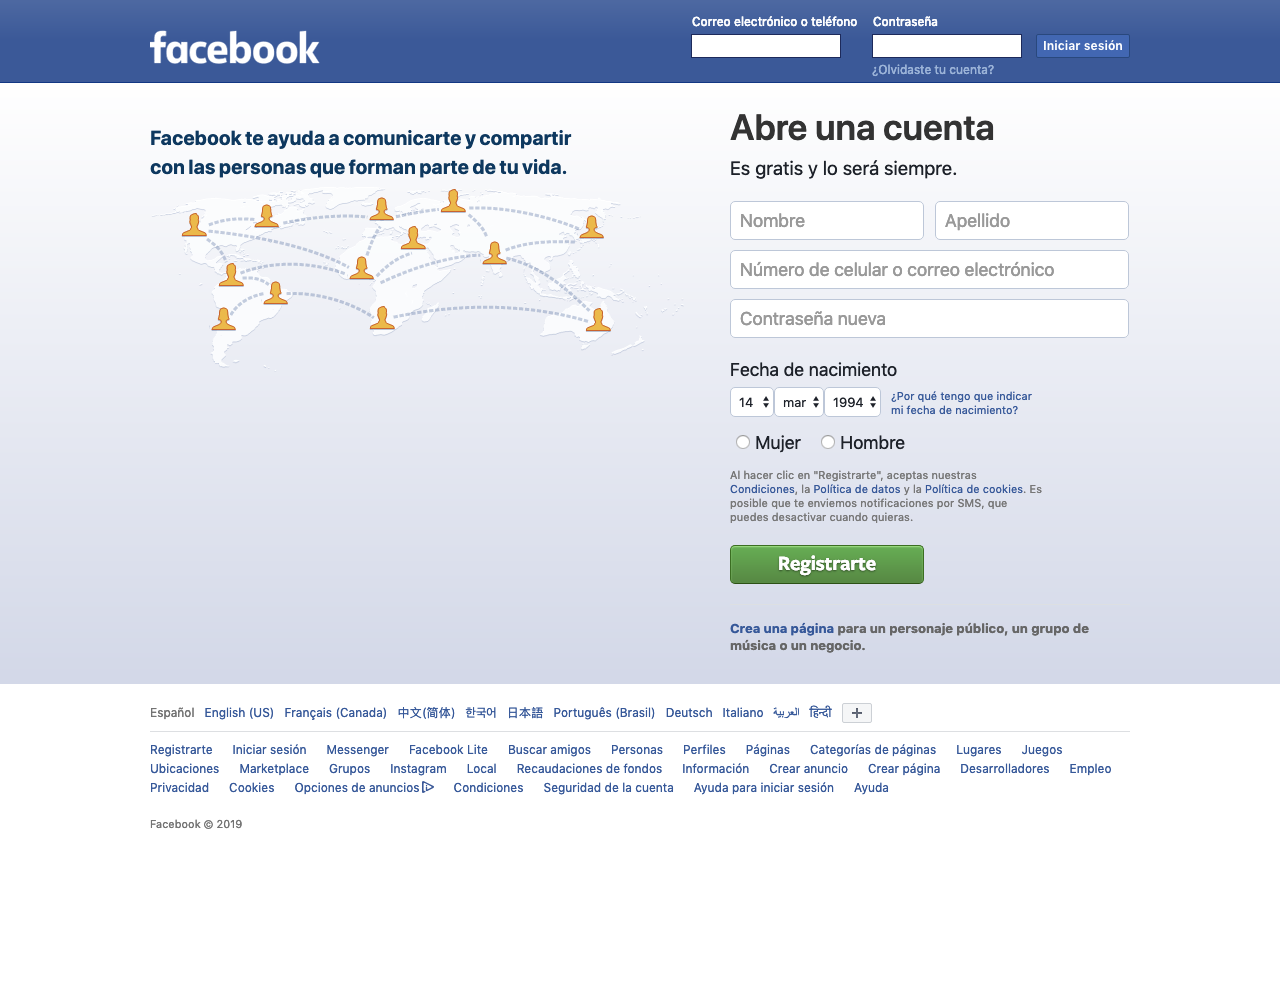 facebook
Correo electrónico o teléfono
Contraseña
Iniciar sesión
¿Olvidaste tu cuenta?
Facebook te ayuda a comunicarte y compartir
con las personas que forman parte de tu vida.
Abre una cuenta
Es gratis y lo será siempre.
Nombre
Apellido
Número de celular o correo electrónico
Contraseña nueva
Fecha de nacimiento
14 mar 1994
¿Por qué tengo que indicar
mi fecha de nacimiento?
Mujer Hombre
Al hacer clic en "Registrarte", aceptas nuestras
Condiciones, la Política de datos y la Política de cookies. Es
posible que te enviemos notificaciones por SMS, que
puedes desactivar cuando quieras.
Registrarte
Crea una página para un personaje público, un grupo de
música o un negocio.
Español English (US) Français (Canada) 中文(简体) 한국어 日本語 Português (Brasil) Deutsch Italiano العربية हिन्दी +
Registrarte Iniciar sesión Messenger Facebook Lite Buscar amigos Personas Perfiles Páginas Categorías de páginas Lugares Juegos
Ubicaciones Marketplace Grupos Instagram Local Recaudaciones de fondos Información Crear anuncio Crear página Desarrolladores Empleo
Privacidad Cookies Opciones de anuncios Condiciones Seguridad de la cuenta Ayuda para iniciar sesión Ayuda
Facebook © 2019